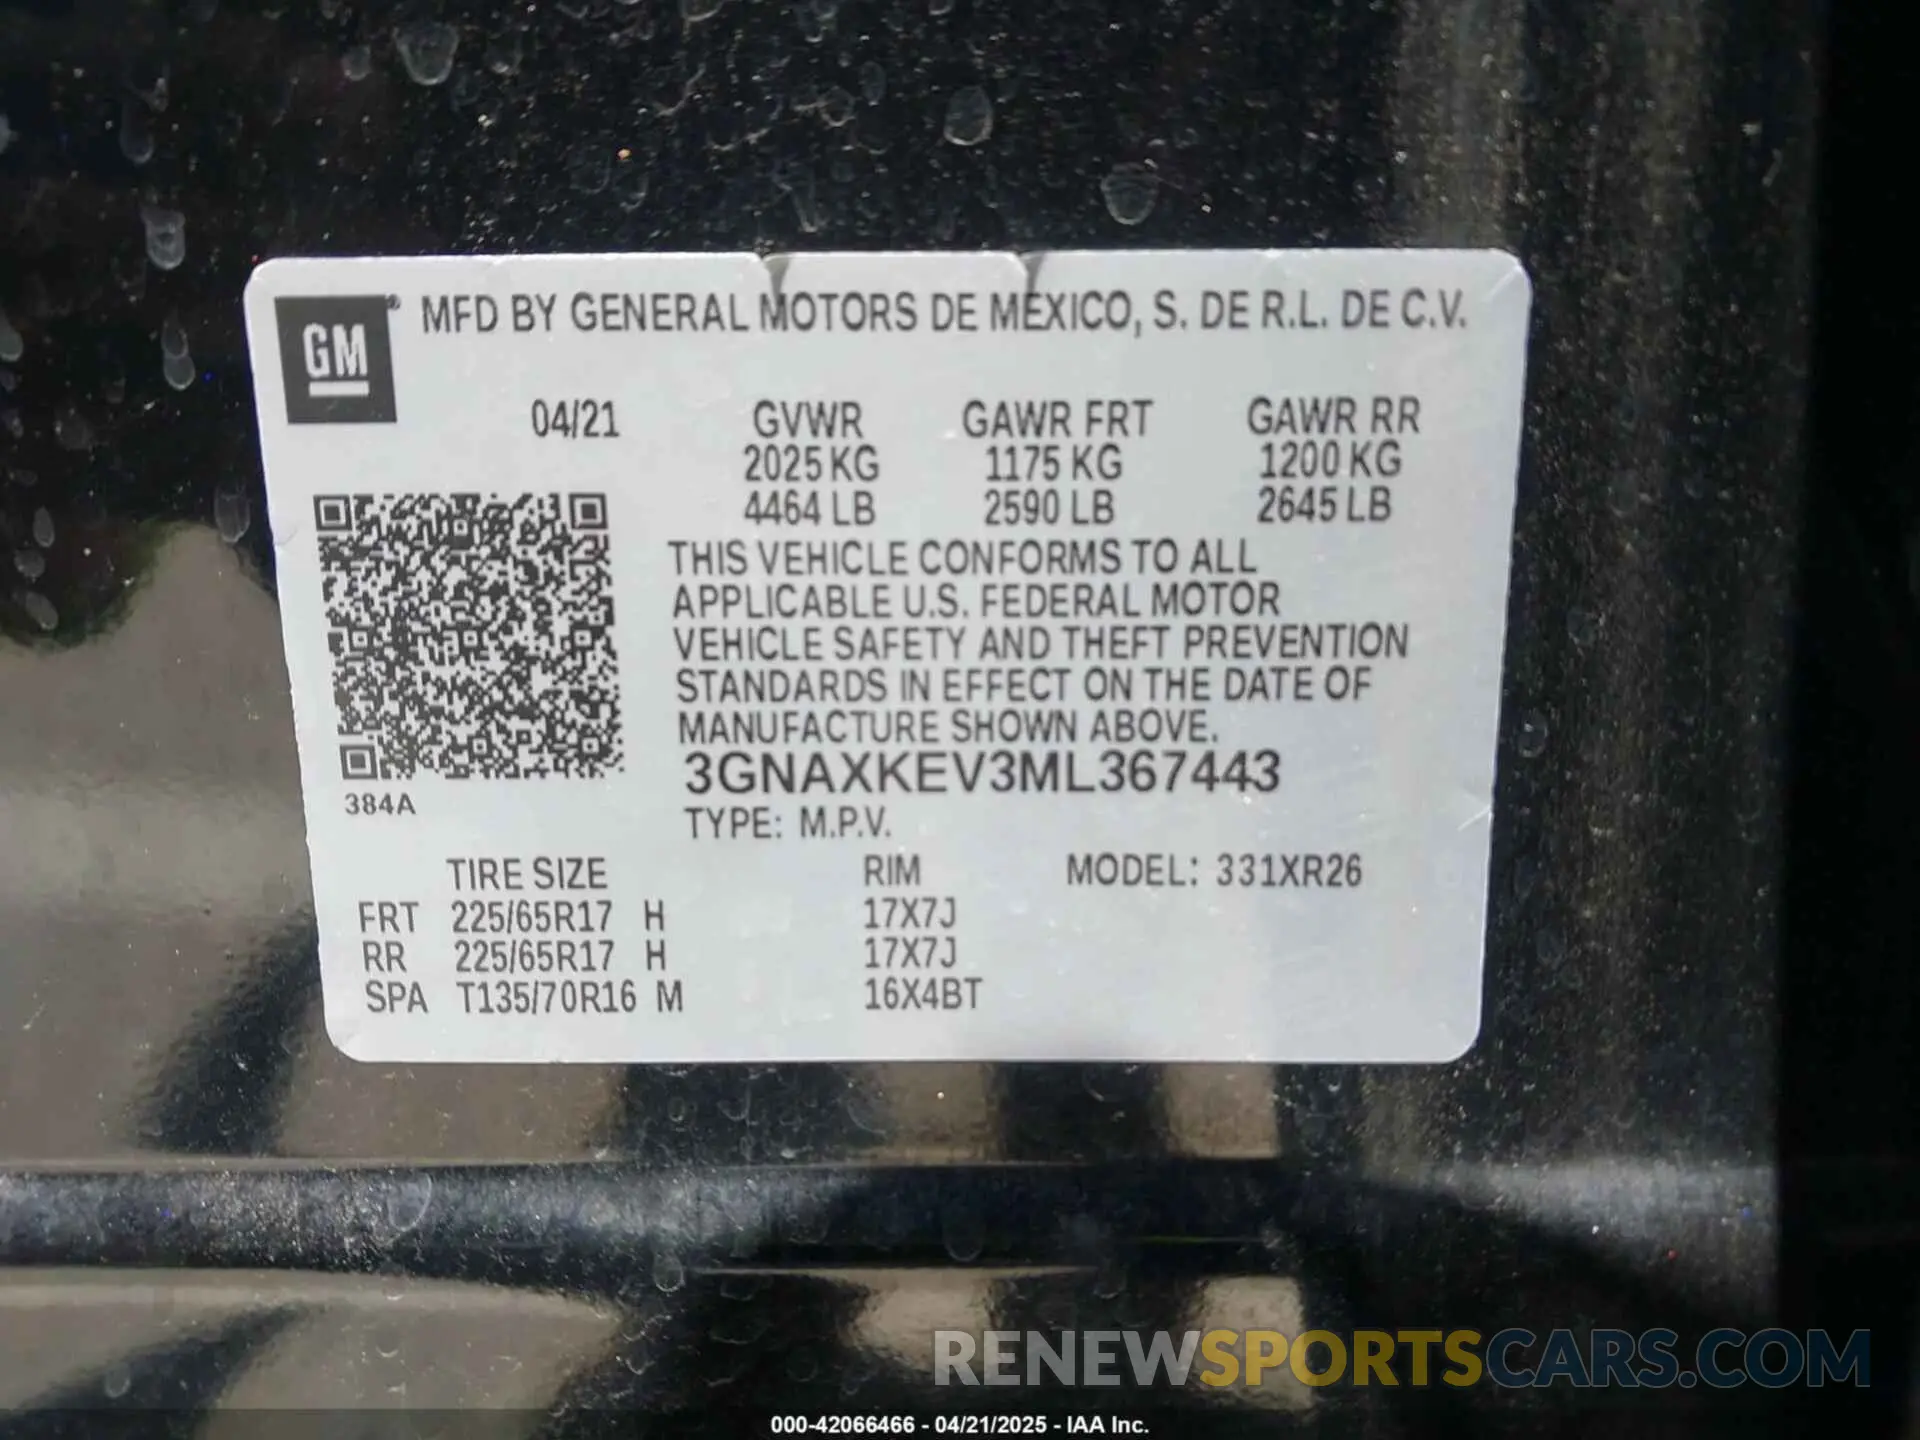 GM ® MFD BY GENERAL MOTORS DE MEXICO, S. DE R.L. DE C.V.
04/21 GVWR GAWR FRT GAWR RR
2025 KG 1175 KG 1200 KG
4464 LB 2590 LB 2645 LB
THIS VEHICLE CONFORMS TO ALL
APPLICABLE U.S. FEDERAL MOTOR
VEHICLE SAFETY AND THEFT PREVENTION
STANDARDS IN EFFECT ON THE DATE OF
MANUFACTURE SHOWN ABOVE.
3GNAXKEV3ML367443
384A
TYPE: M.P.V.
TIRE SIZE RIM MODEL: 331XR26
FRT 225/65R17 H 17X7J
RR 225/65R17 H 17X7J
SPA T135/70R16 M 16X4BT
RENEWSPORTSCARS.COM
000-42066466 - 04/21/2025 - IAA Inc.